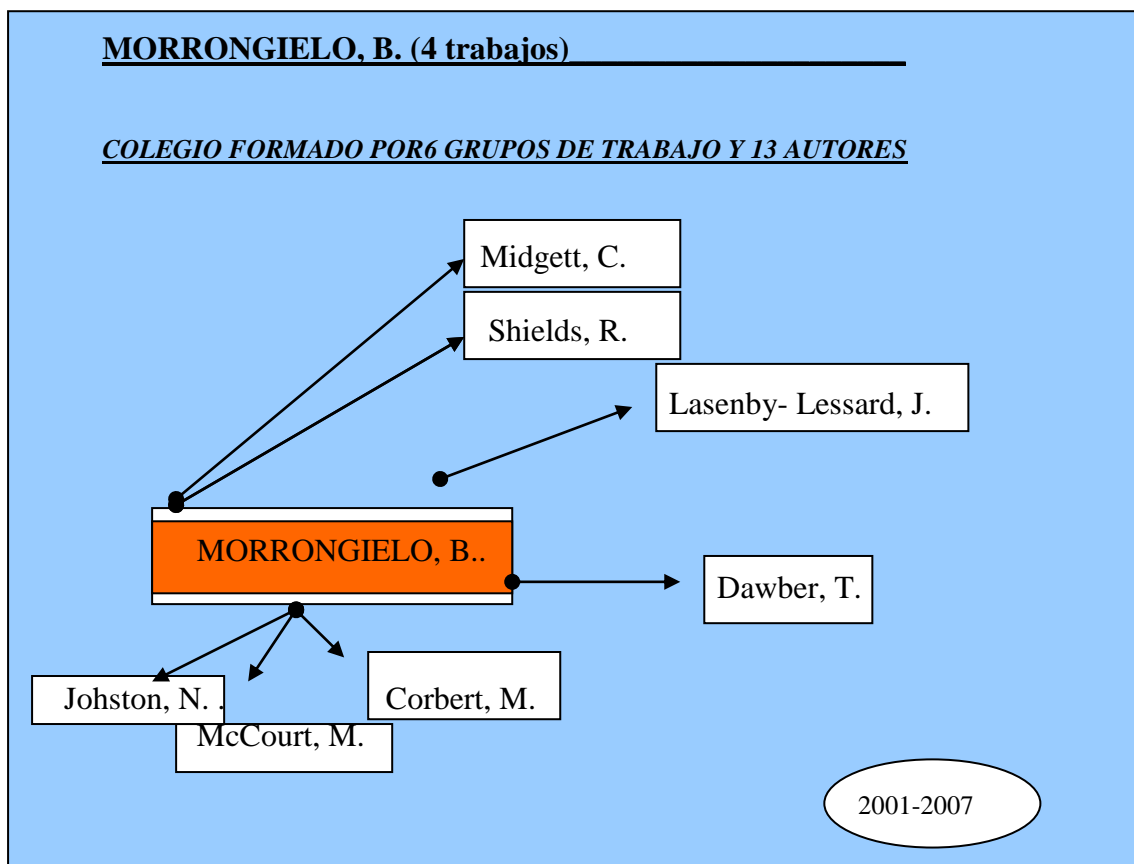 MORRONGIELO, B. (4 trabajos)
COLEGIO FORMADO POR6 GRUPOS DE TRABAJO Y 13 AUTORES
Midgett, C.
Shields, R.
Lasenby- Lessard, J.
MORRONGIELO, B..
Dawber, T.
Johston, N. .
Corbert, M.
McCourt, M.
2001-2007